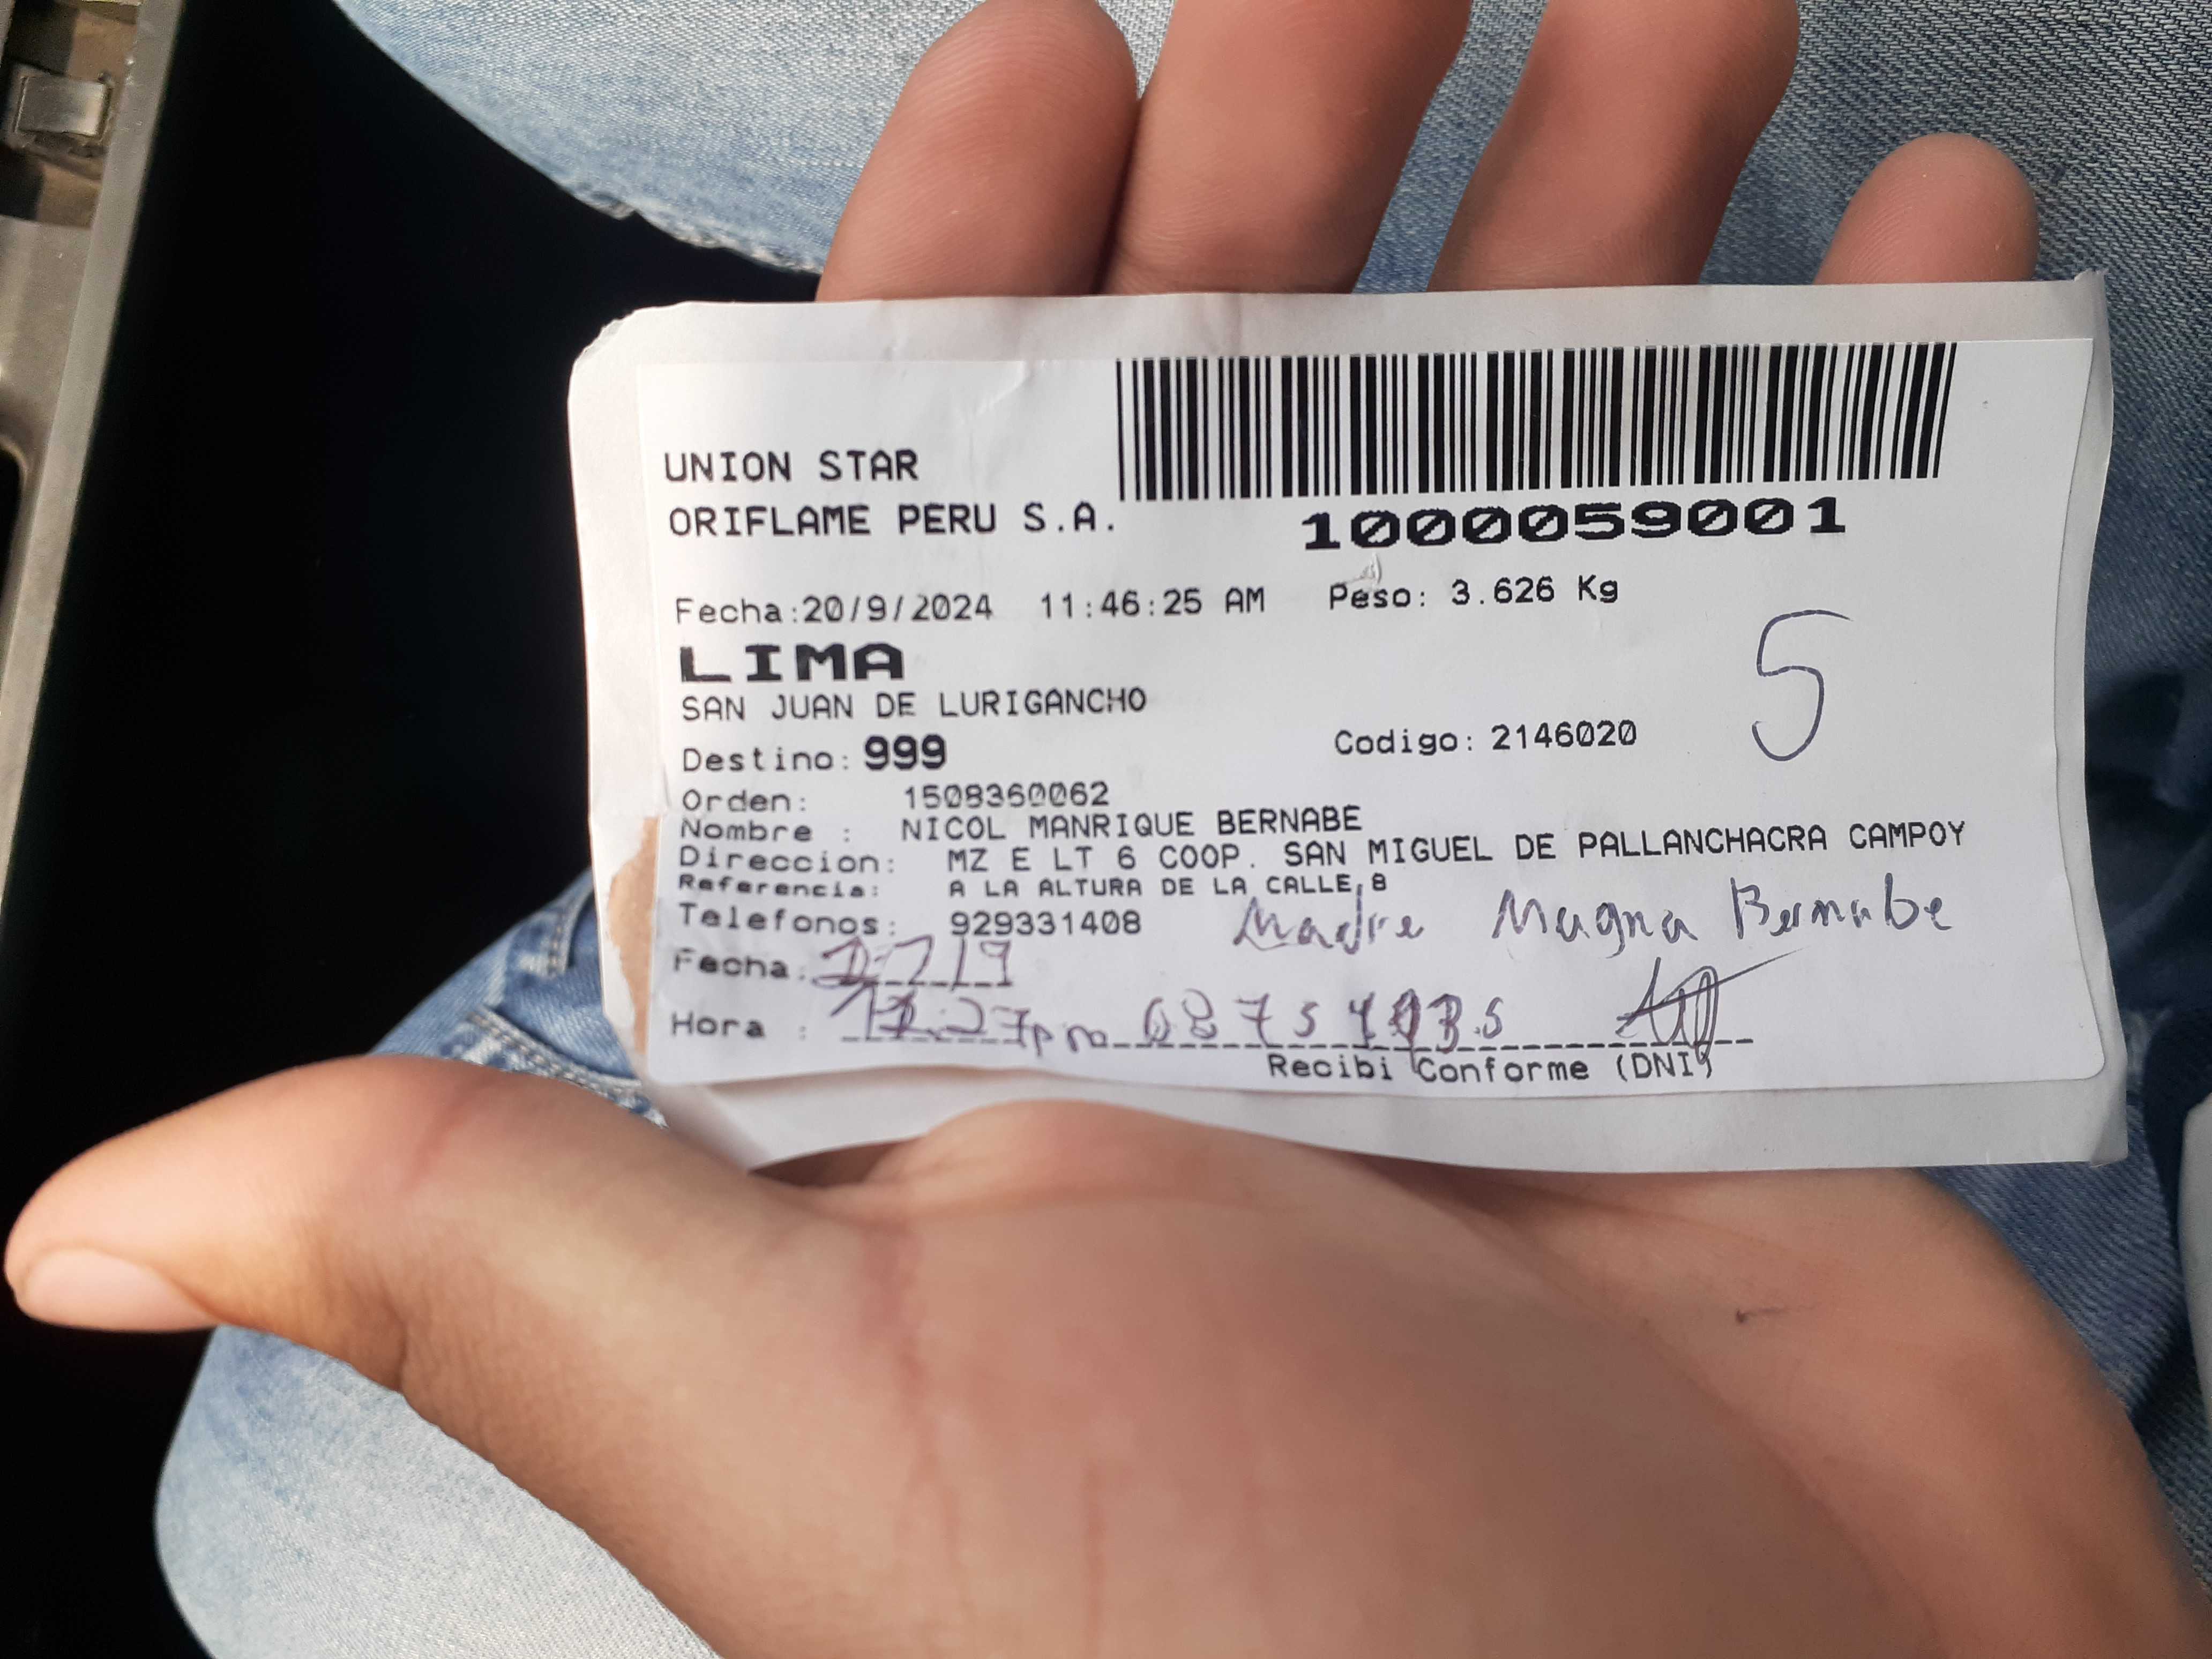 UNION STAR
ORIFLAME PERU S.A.
1000059001
Fecha:20/9/2024 11:46:25 AM Peso: 3.626 Kg
LIMA
SAN JUAN DE LURIGANCHO
5
Destino: 999 Codigo: 2146020
Orden: 1508360062
Nombre : NICOL MANRIQUE BERNABE
Direccion: MZ E LT 6 COOP. SAN MIGUEL DE PALLANCHACRA CAMPOY
Referencia: A LA ALTURA DE LA CALLE 8
Telefonos: 929331408 Madre Magna Bernabe
Fecha:
Hora :
Recibi Conforme (DNI)